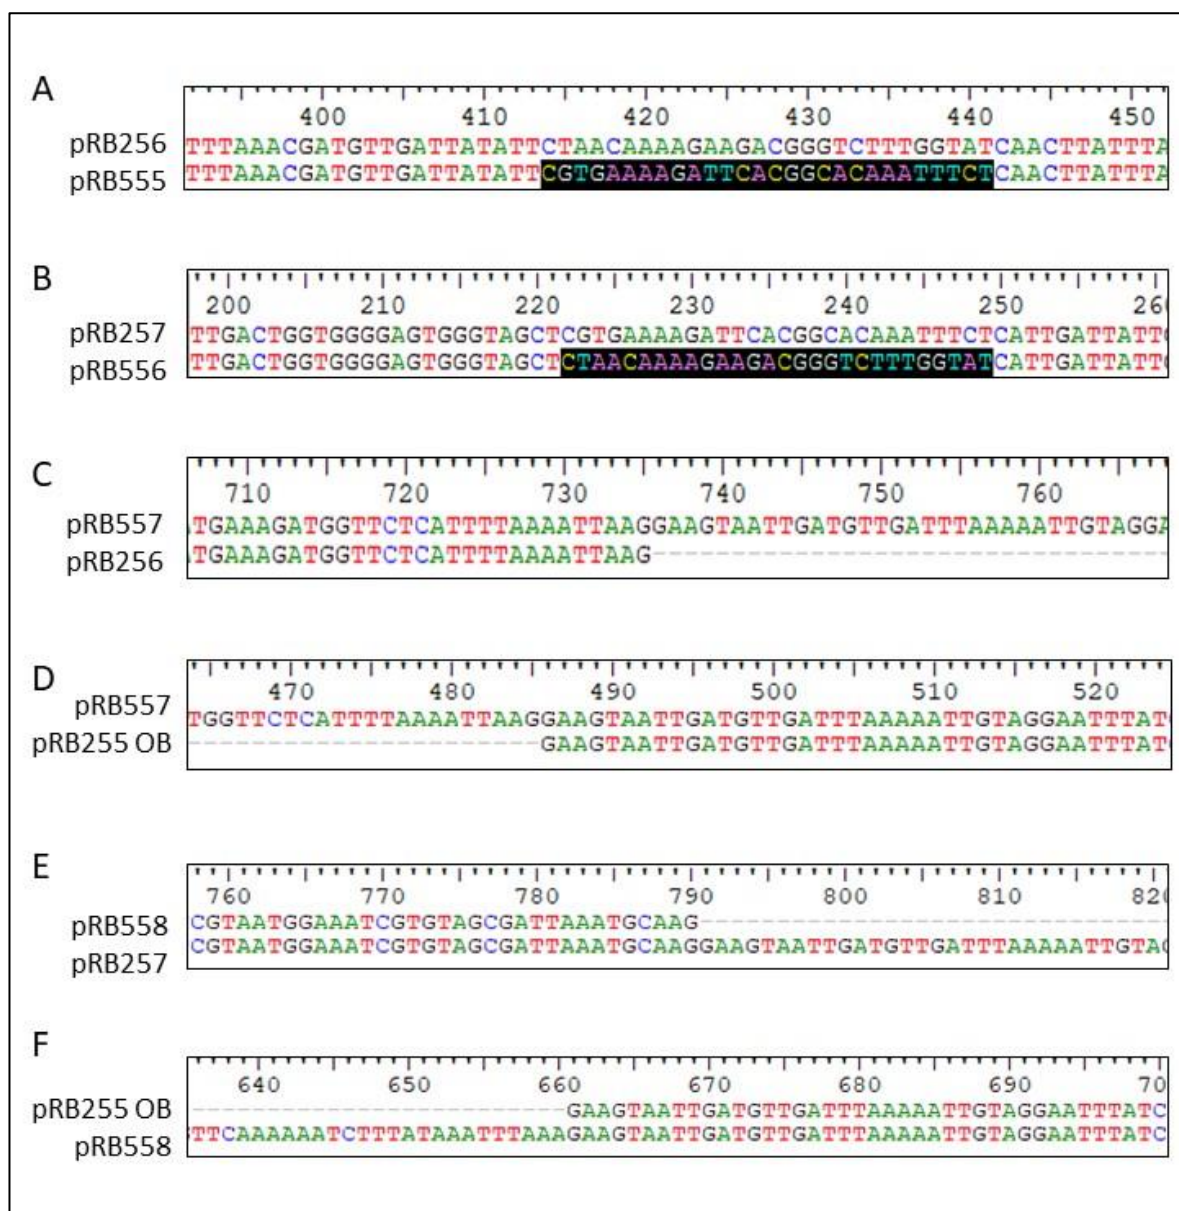 A
400 410 420 430 440 450
pRB256 TTTAAACGATGTTGATTATATTCTAACAAAAGAAGACGGGTCTTTGGTATCAACTTATTTA
pRB555 TTTAAACGATGTTGATTATATTCGTGAAAAGATTCACGGCACAAATTTCTCAACTTATTTA
B
200 210 220 230 240 250 260
pRB257 TTGACTGGTGGGGAGTGGGTAGCTCGTGAAAAGATTCACGGCACAAATTTCTCATTGATTATT
pRB556 TTGACTGGTGGGGAGTGGGTAGCTCTAACAAAAGAAGACGGGTCTTTGGTATCATTGATTATT
C
710 720 730 740 750 760
pRB557 TGAAAGATGGTTCTCATTTTAAAATTAAGGAAGTAATTGATGTTGATTTAAAAATTGTAGGA
pRB256 TGAAAGATGGTTCTCATTTTAAAATTAAG---------------------------------
D
470 480 490 500 510 520
pRB557 TGGTTCTCATTTTAAAATTAAGGAAGTAATTGATGTTGATTTAAAAATTGTAGGAATTTAT
pRB255 OB ----------------------GAAGTAATTGATGTTGATTTAAAAATTGTAGGAATTTAT
E
760 770 780 790 800 810 820
pRB558 CGTAATGGAAATCGTGTAGCGATTAAATGCAAG------------------------------
pRB257 CGTAATGGAAATCGTGTAGCGATTAAATGCAAGGAAGTAATTGATGTTGATTTAAAAATTGTA
F
640 650 660 670 680 690 70
pRB255 OB -------------------------GAAGTAATTGATGTTGATTTAAAAATTGTAGGAATTTATC
pRB558 TTCAAAAAATCTTTATAAATTTAAAGAAGTAATTGATGTTGATTTAAAAATTGTAGGAATTTATC